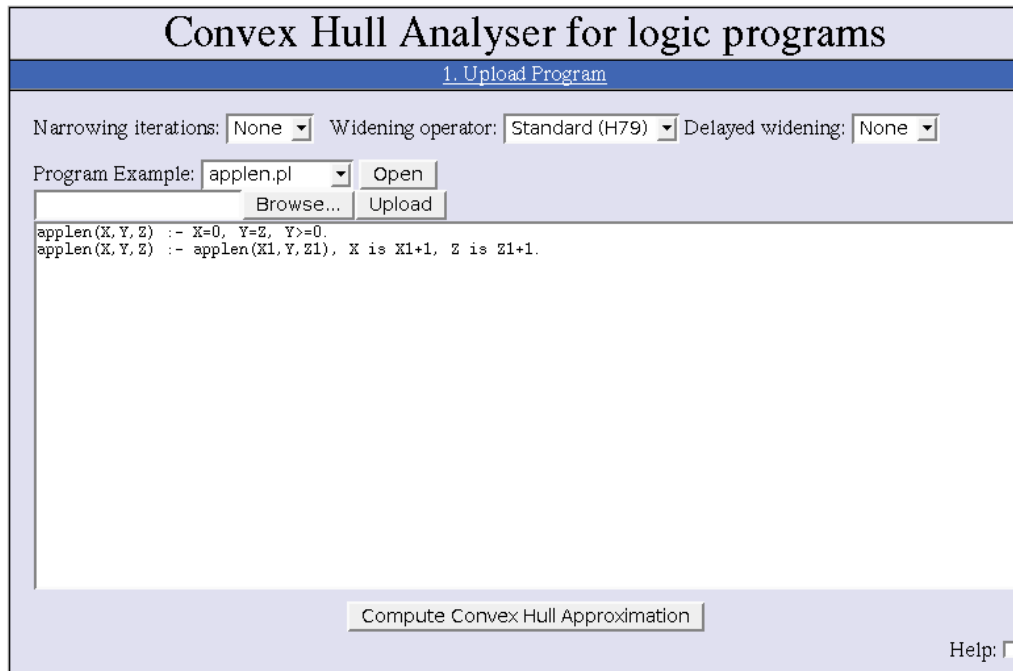 Convex Hull Analyser for logic programs
1. Upload Program
Narrowing iterations: None Widening operator: Standard (H79) Delayed widening: None
Program Example: applen.pl Open
Browse... Upload
applen(X,Y,Z) :- X=0, Y=Z, Y>=0.
applen(X,Y,Z) :- applen(X1,Y,Z1), X is X1+1, Z is Z1+1.
Compute Convex Hull Approximation
Help: